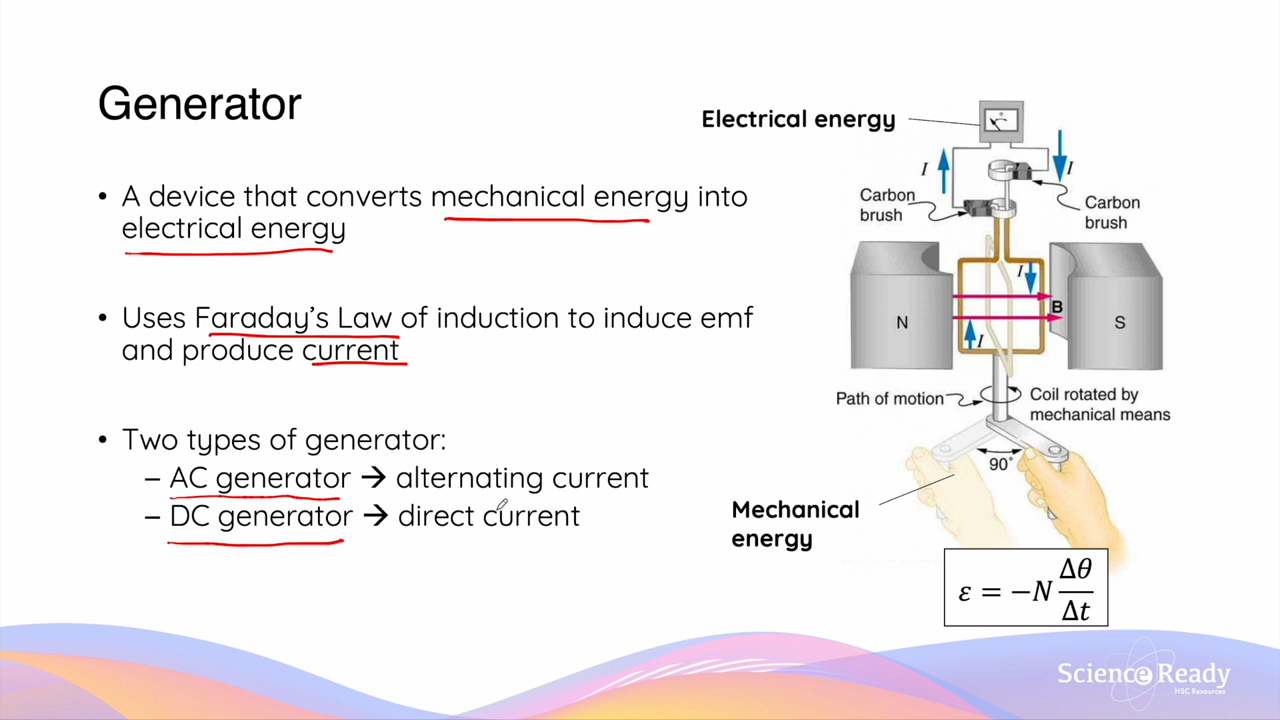 Generator
• A device that converts mechanical energy into
electrical energy
• Uses Faraday's Law of induction to induce emf
and produce current
• Two types of generator:
– AC generator → alternating current
– DC generator → direct current
Electrical energy
I
I
Carbon
brush
Carbon
brush
I
N
B
S
I
Path of motion
Coil rotated by
mechanical means
90°
Mechanical
energy
ε = −N Δθ/Δt
Science Ready
HSC Resources